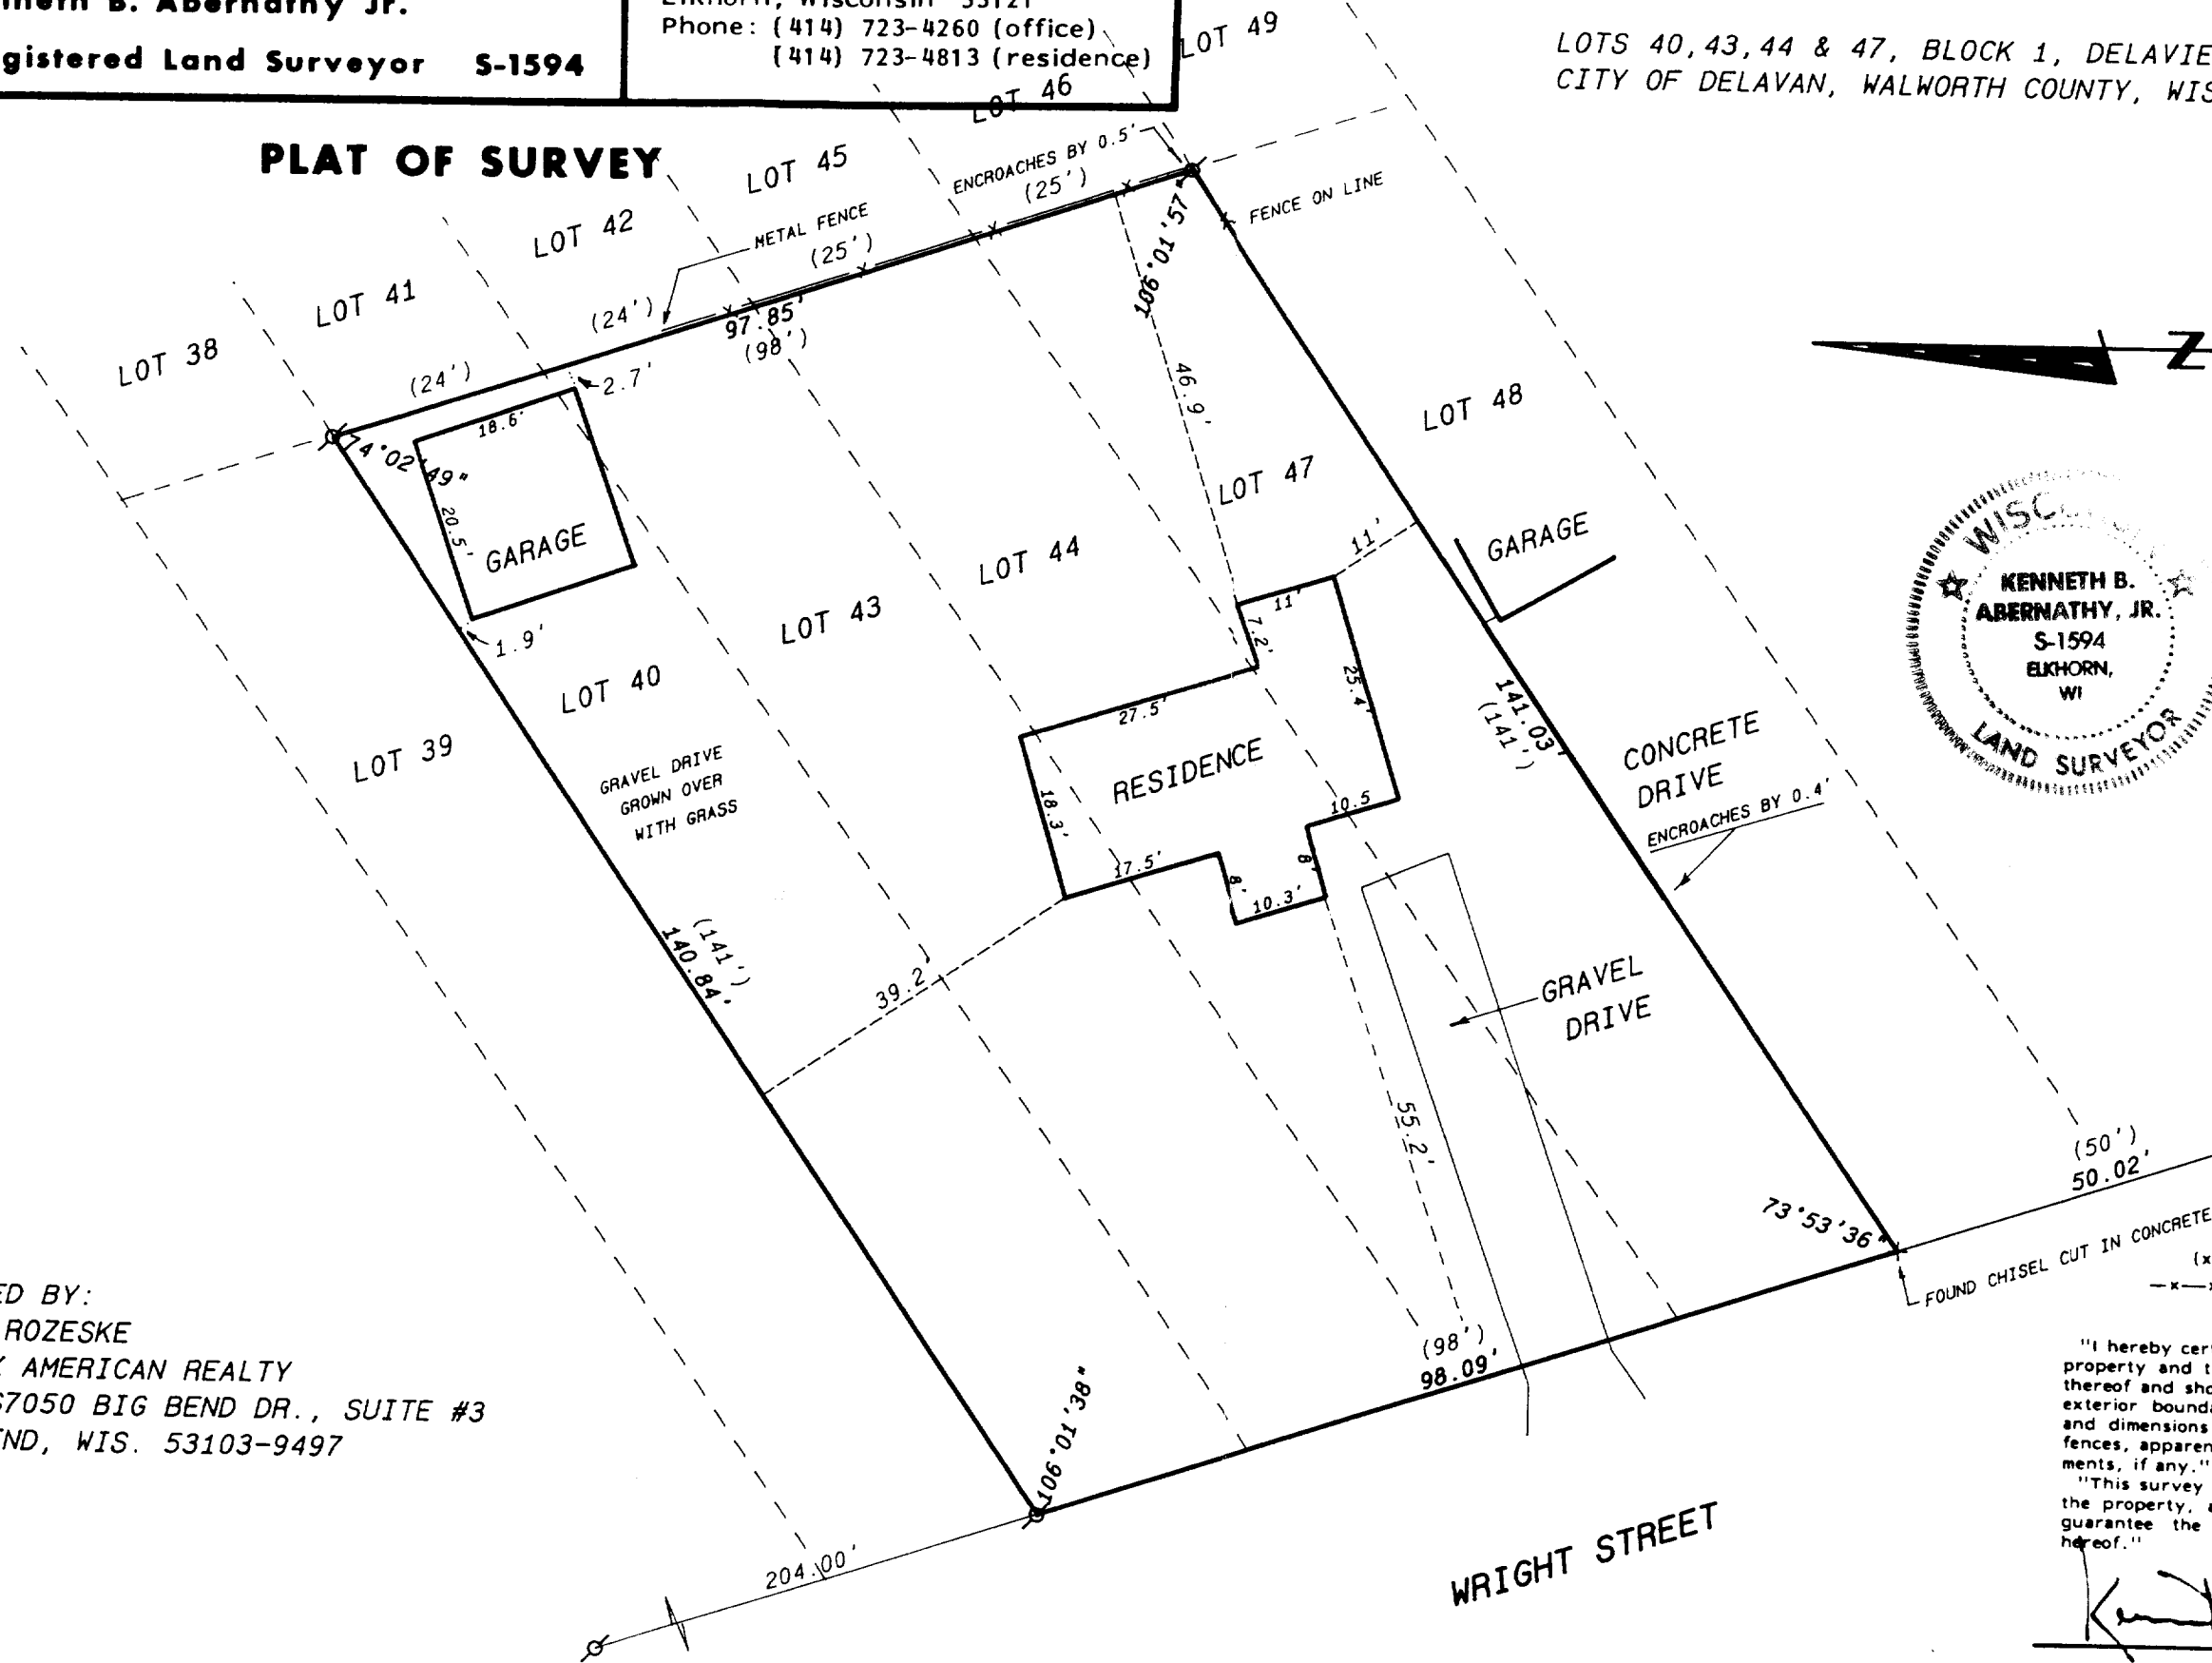 B. Abernathy Jr.
Land Surveyor S-1594
Elkhorn, Wisconsin 53121
Phone: (414) 723-4260 (office)
(414) 723-4813 (residence)
LOTS 40,43,44 & 47, BLOCK 1,
CITY OF DELAVAN, WALWORTH COUNTY,
PLAT OF SURVEY
LOT 49
LOT 46
LOT 45
LOT 42
LOT 41
LOT 38
ENCROACHES BY 0.5'
(25')
METAL FENCE
(25')
(24')
(24')
97.85'
(98')
106°01'57"
FENCE ON LINE
Z
2.7'
18.6'
74°02'49"
20.5'
GARAGE
1.9'
46.9'
LOT 48
LOT 47
LOT 44
LOT 43
LOT 40
LOT 39
11'
GARAGE
11'
7.2'
25.4'
27.5'
RESIDENCE
18.3'
17.5'
8'
10.3'
8'
10.5
141.03'
(141')
CONCRETE
DRIVE
ENCROACHES BY 0.4'
GRAVEL DRIVE
GROWN OVER
WITH GRASS
(141')
140.84'
39.2'
GRAVEL
DRIVE
55.2'
KENNETH B.
ABERNATHY, JR.
S-1594
ELKHORN,
WI
LAND SURVEYOR
73°53'36"
(50')
50.02'
FOUND CHISEL CUT IN CONCRETE
(x
—x—x
(98')
98.09'
106°01'38"
204.00'
WRIGHT STREET
BY:
ROZESKE
AMERICAN REALTY
S7050 BIG BEND DR., SUITE #3
WIS. 53103-9497
"I hereby
property and
thereof and
exterior
and dimensions
fences,
ments, if any."
"This survey
the property,
guarantee the
hereof."